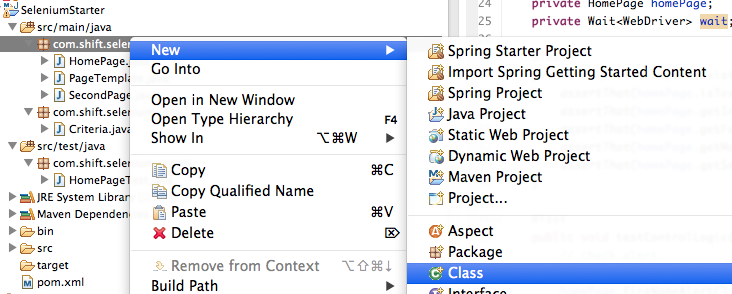 SeleniumStarter
src/main/java
com.shift.selen
HomePage.j
PageTemplat
SecondPage
com.shift.sele
Criteria.java
src/test/java
com.shift.sele
HomePageT
JRE System Librar
Maven Dependenc
bin
src
target
pom.xml
New
Go Into
Open in New Window
Open Type Hierarchy F4
Show In ⌥⌘W
Copy ⌘C
Copy Qualified Name
Paste ⌘V
Delete ⌦
Remove from Context ⌥⇧⌘↓
Build Path
24 private HomePage homePage;
25 private Wait<WebDriver> wait;
26
Spring Starter Project
Import Spring Getting Started Content
Spring Project
Java Project
Static Web Project
Dynamic Web Project
Maven Project
Project...
Aspect
Package
Class
Interface